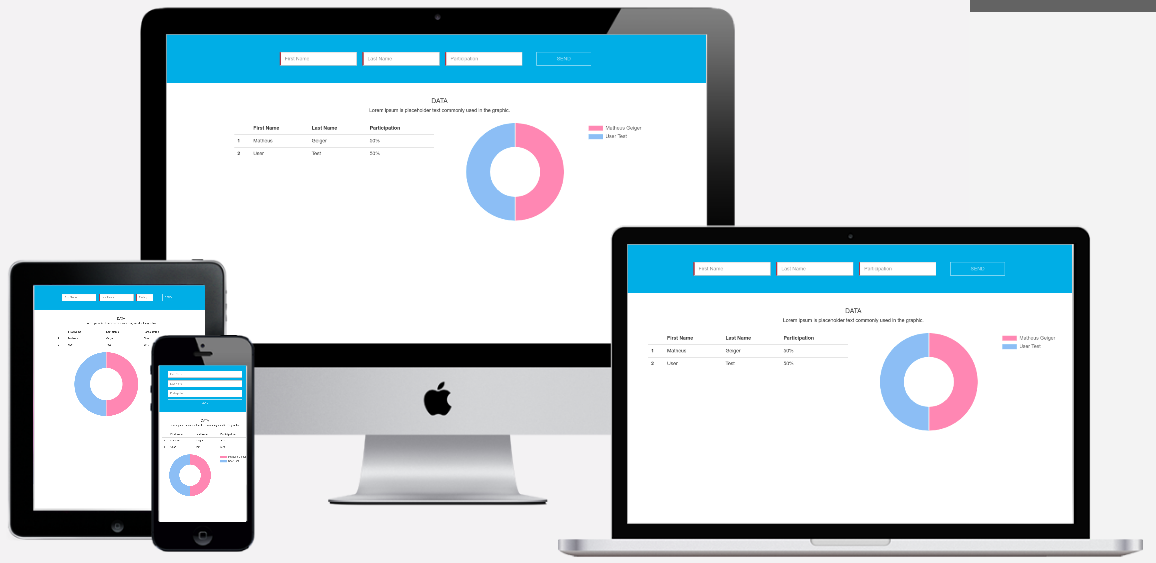 First Name Last Name Participation SEND
DATA
Lorem Ipsum is placeholder text commonly used in the graphic.
First Name Last Name Participation
1 Matheus Geiger 50%
2 User Test 50%
Matheus Geiger
User Test
First Name Last Name Participation SEND
DATA
Lorem Ipsum is placeholder text commonly used in the graphic.
First Name Last Name Participation
1 Matheus Geiger 50%
2 User Test 50%
Matheus Geiger
User Test
DATA
DATA